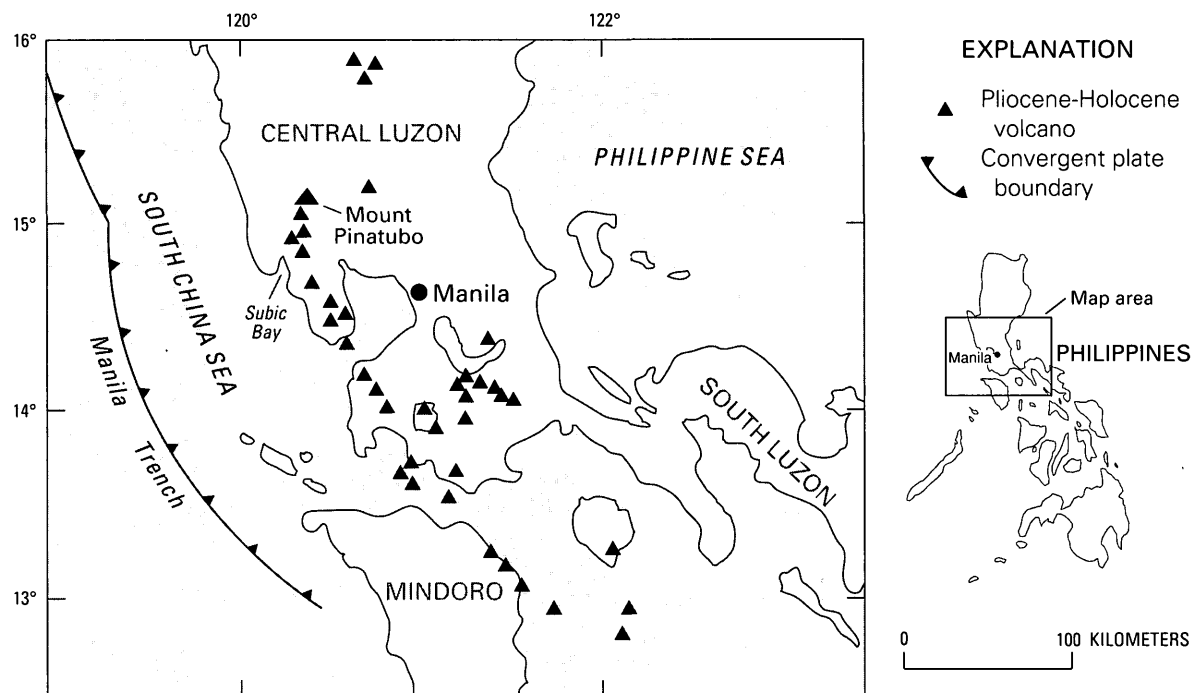 120°
122°
16°
15°
14°
13°
CENTRAL LUZON
PHILIPPINE SEA
SOUTH CHINA SEA
Mount
Pinatubo
Subic
Bay
Manila
Manila
Trench
SOUTH LUZON
MINDORO
EXPLANATION
Pliocene-Holocene
volcano
Convergent plate
boundary
Map area
Manila
PHILIPPINES
0
100 KILOMETERS